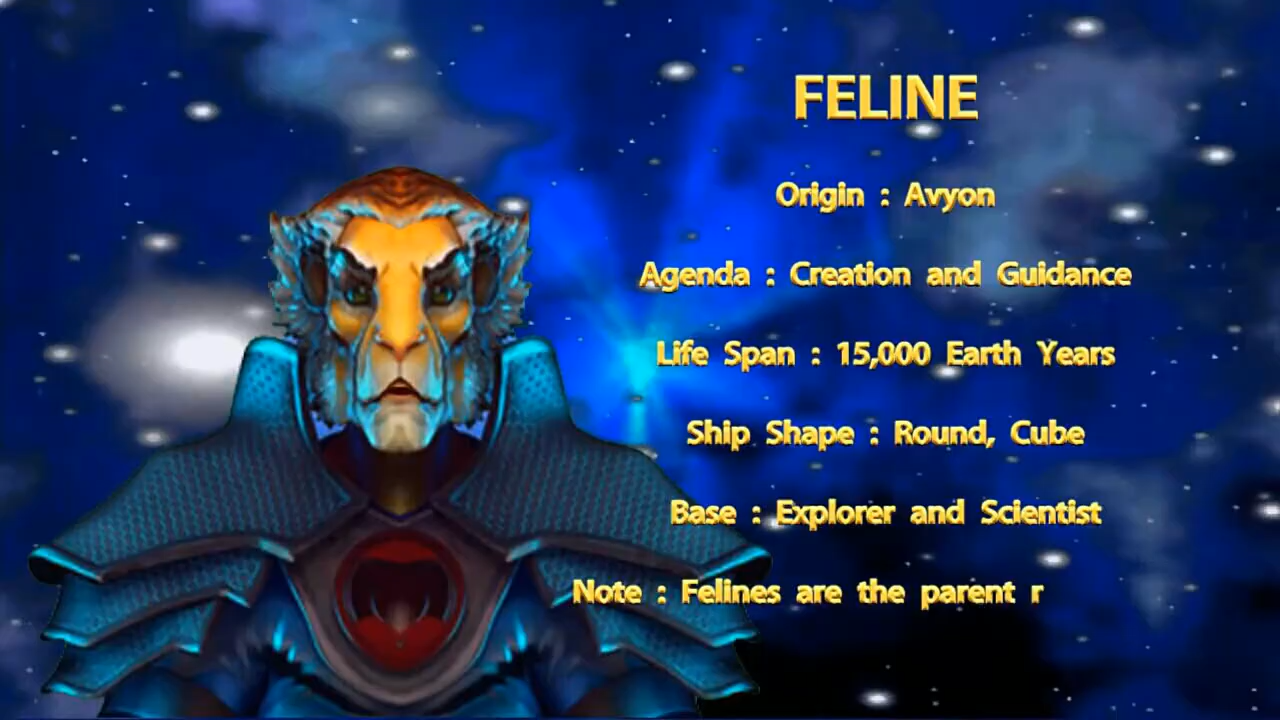 FELINE
Origin : Avyon
Agenda : Creation and Guidance
Life Span : 15,000 Earth Years
Ship Shape : Round, Cube
Base : Explorer and Scientist
Note : Felines are the parent r